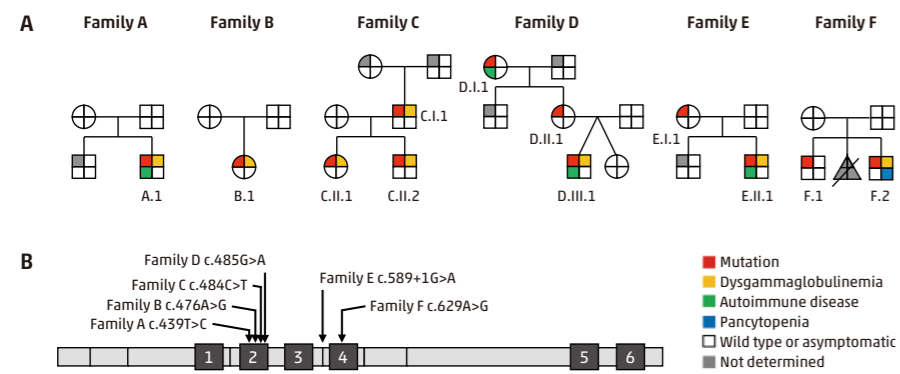 A
Family A
Family B
Family C
Family D
Family E
Family F
D.I.1
C.I.1
D.II.1
E.I.1
A.1
B.1
C.II.1
C.II.2
D.III.1
E.II.1
F.1
F.2
B
Family D c.485G>A
Family C c.484C>T
Family B c.476A>G
Family A c.439T>C
Family E c.589+1G>A
Family F c.629A>G
1
2
3
4
5
6
Mutation
Dysgammaglobulinemia
Autoimmune disease
Pancytopenia
Wild type or asymptomatic
Not determined